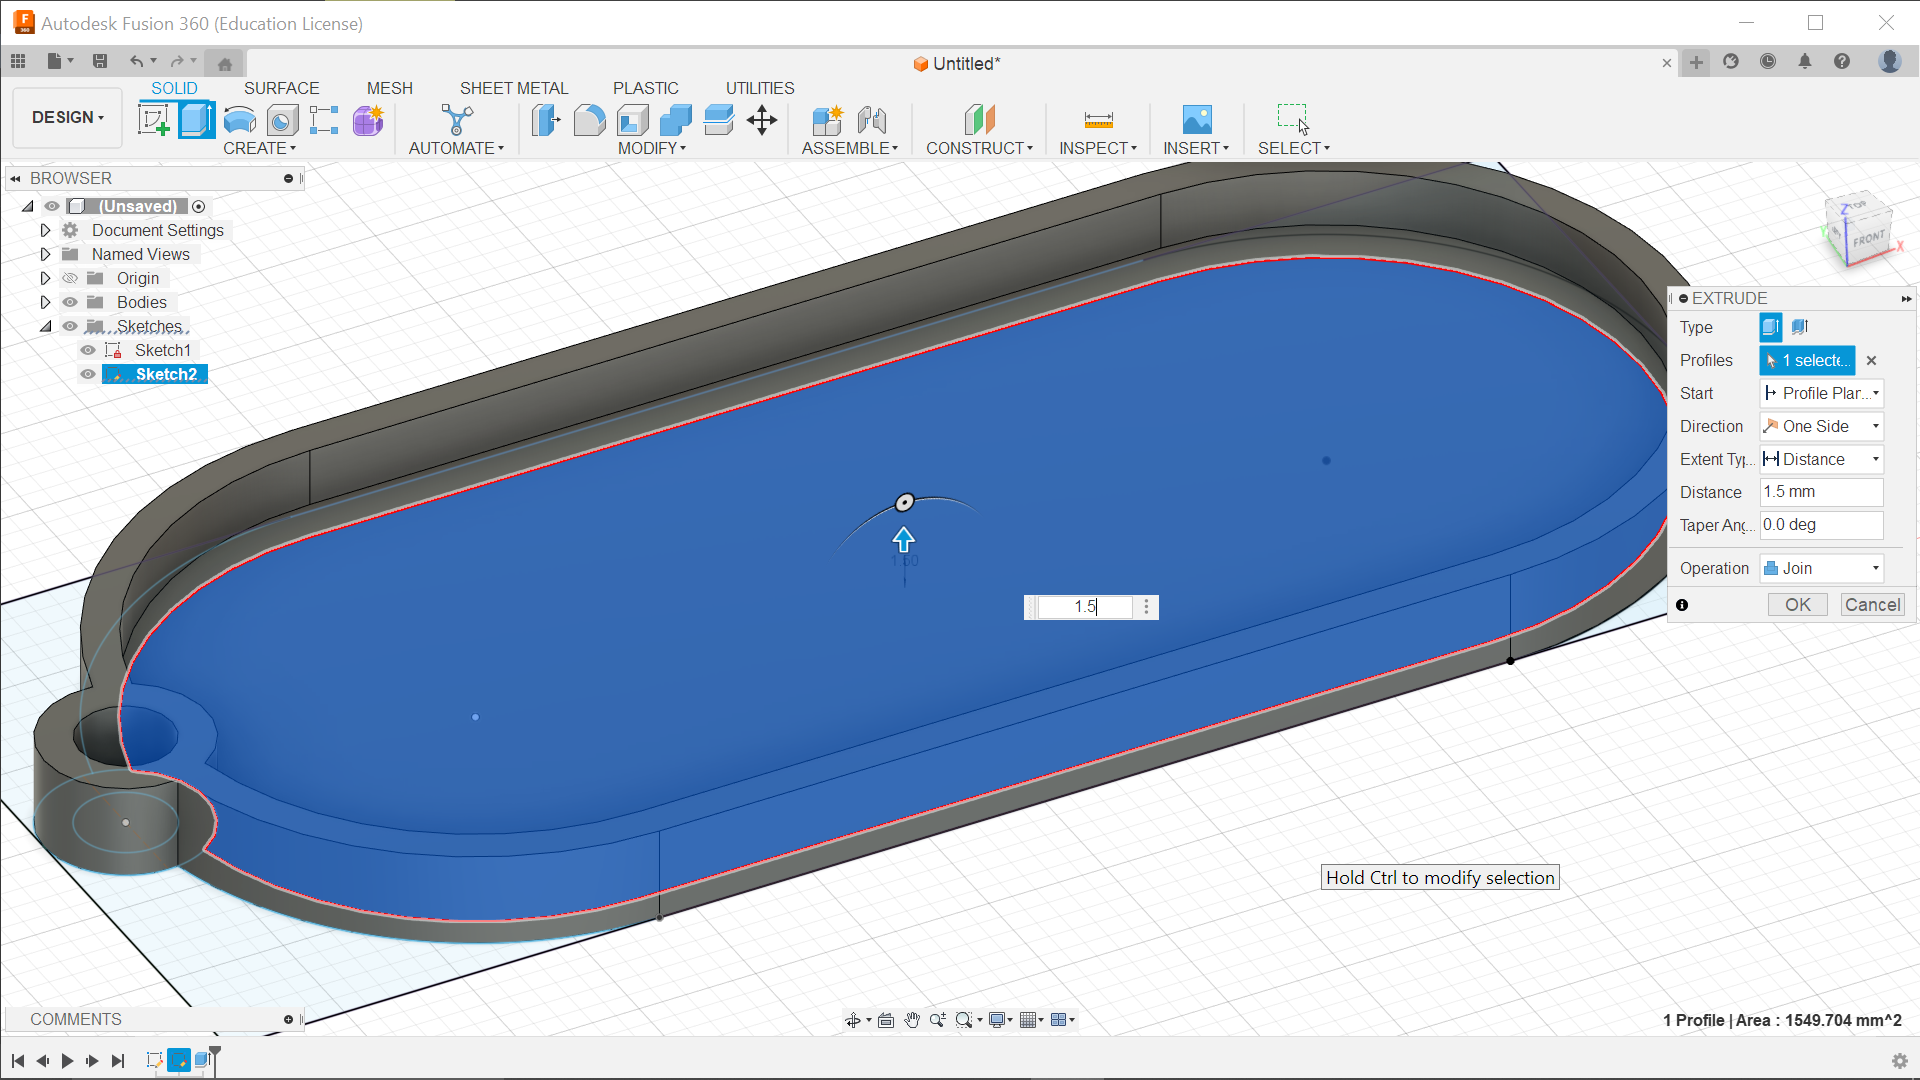 Autodesk Fusion 360 (Education License)
Untitled*
SOLID SURFACE MESH SHEET METAL PLASTIC UTILITIES
DESIGN
CREATE AUTOMATE MODIFY ASSEMBLE CONSTRUCT INSPECT INSERT SELECT
BROWSER
(Unsaved)
Document Settings
Named Views
Origin
Bodies
Sketches
Sketch1
Sketch2
TOP
FRONT
Z
X
EXTRUDE
Type
Profiles 1 selecte...
Start Profile Plan...
Direction One Side
Extent Typ... Distance
Distance 1.5 mm
Taper Ang... 0.0 deg
Operation Join
OK Cancel
1.50
1.5
Hold Ctrl to modify selection
COMMENTS
1 Profile | Area : 1549.704 mm^2